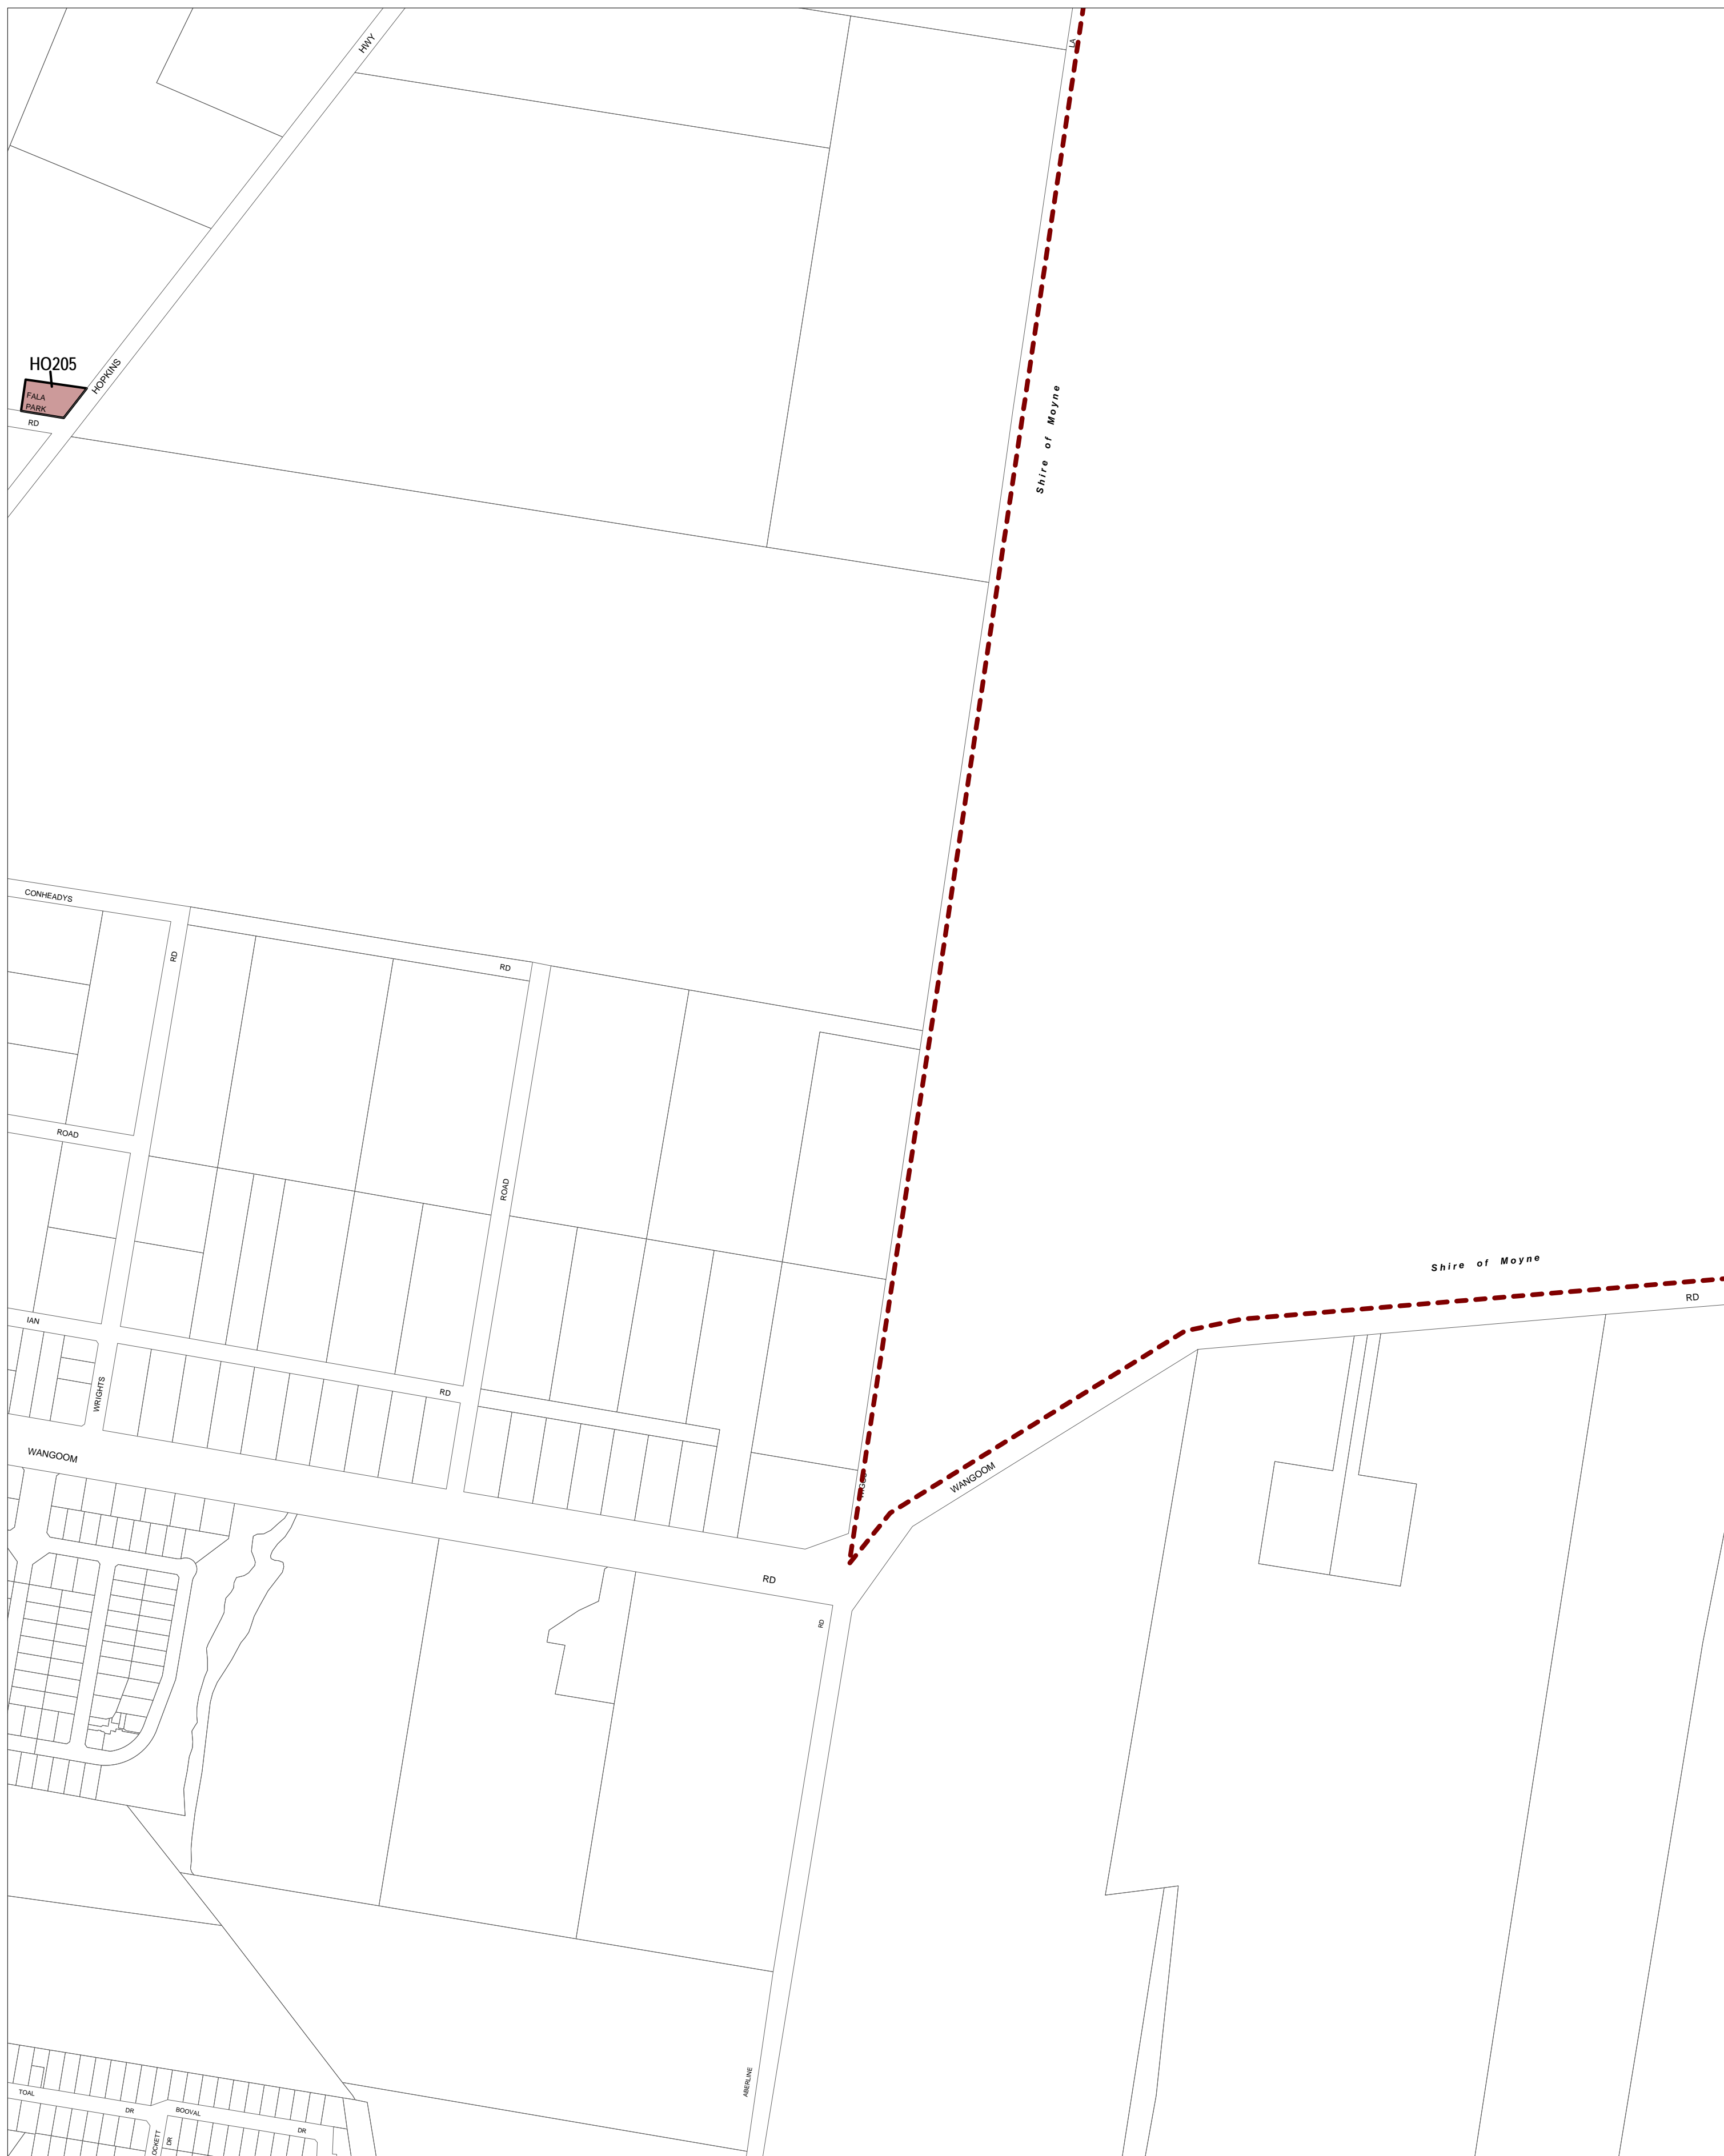 HWY
LA
HO205
HOPKINS
FALA
PARK
RD
Shire of Moyne
CONHEADYS
RD
RD
ROAD
ROAD
Shire of Moyne
RD
IAN
WRIGHTS
RD
WANGOOM
WANGOOM
RD
RD
ABERLINE
TOAL
DR
BOOVAL
DR
DR
OCKETT